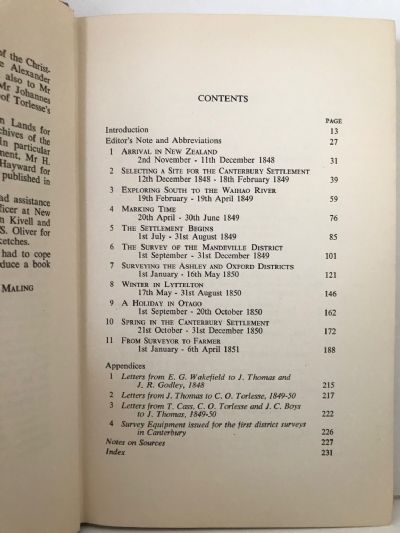 of the Christ-
Alexander
also to Mr
Mr Johannes
of Torlesse's
Lands for
chives of the
In particular
ment, Mr H.
Hayward for
published in
ad assistance
ficer at New
n Kivell and
S. Oliver for
ketches.
had to cope
duce a book
MALING
CONTENTS
PAGE
Introduction 13
Editor's Note and Abbreviations 27
1 ARRIVAL IN NEW ZEALAND
2nd November - 11th December 1848 31
2 SELECTING A SITE FOR THE CANTERBURY SETTLEMENT
12th December 1848 - 18th February 1849 39
3 EXPLORING SOUTH TO THE WAIHAO RIVER
19th February - 19th April 1849 59
4 MARKING TIME
20th April - 30th June 1849 76
5 THE SETTLEMENT BEGINS
1st July - 31st August 1849 85
6 THE SURVEY OF THE MANDEVILLE DISTRICT
1st September - 31st December 1849 101
7 SURVEYING THE ASHLEY AND OXFORD DISTRICTS
1st January - 16th May 1850 121
8 WINTER IN LYTTELTON
17th May - 31st August 1850 146
9 A HOLIDAY IN OTAGO
1st September - 20th October 1850 162
10 SPRING IN THE CANTERBURY SETTLEMENT
21st October - 31st December 1850 172
11 FROM SURVEYOR TO FARMER
1st January - 6th April 1851 188
Appendices
1 Letters from E. G. Wakefield to J. Thomas and
J. R. Godley, 1848 215
2 Letters from J. Thomas to C. O. Torlesse, 1849-50 217
3 Letters from T. Cass, C. O. Torlesse and J. C. Boys
to J. Thomas, 1849-50 222
4 Survey Equipment issued for the first district surveys
in Canterbury 226
Notes on Sources 227
Index 231